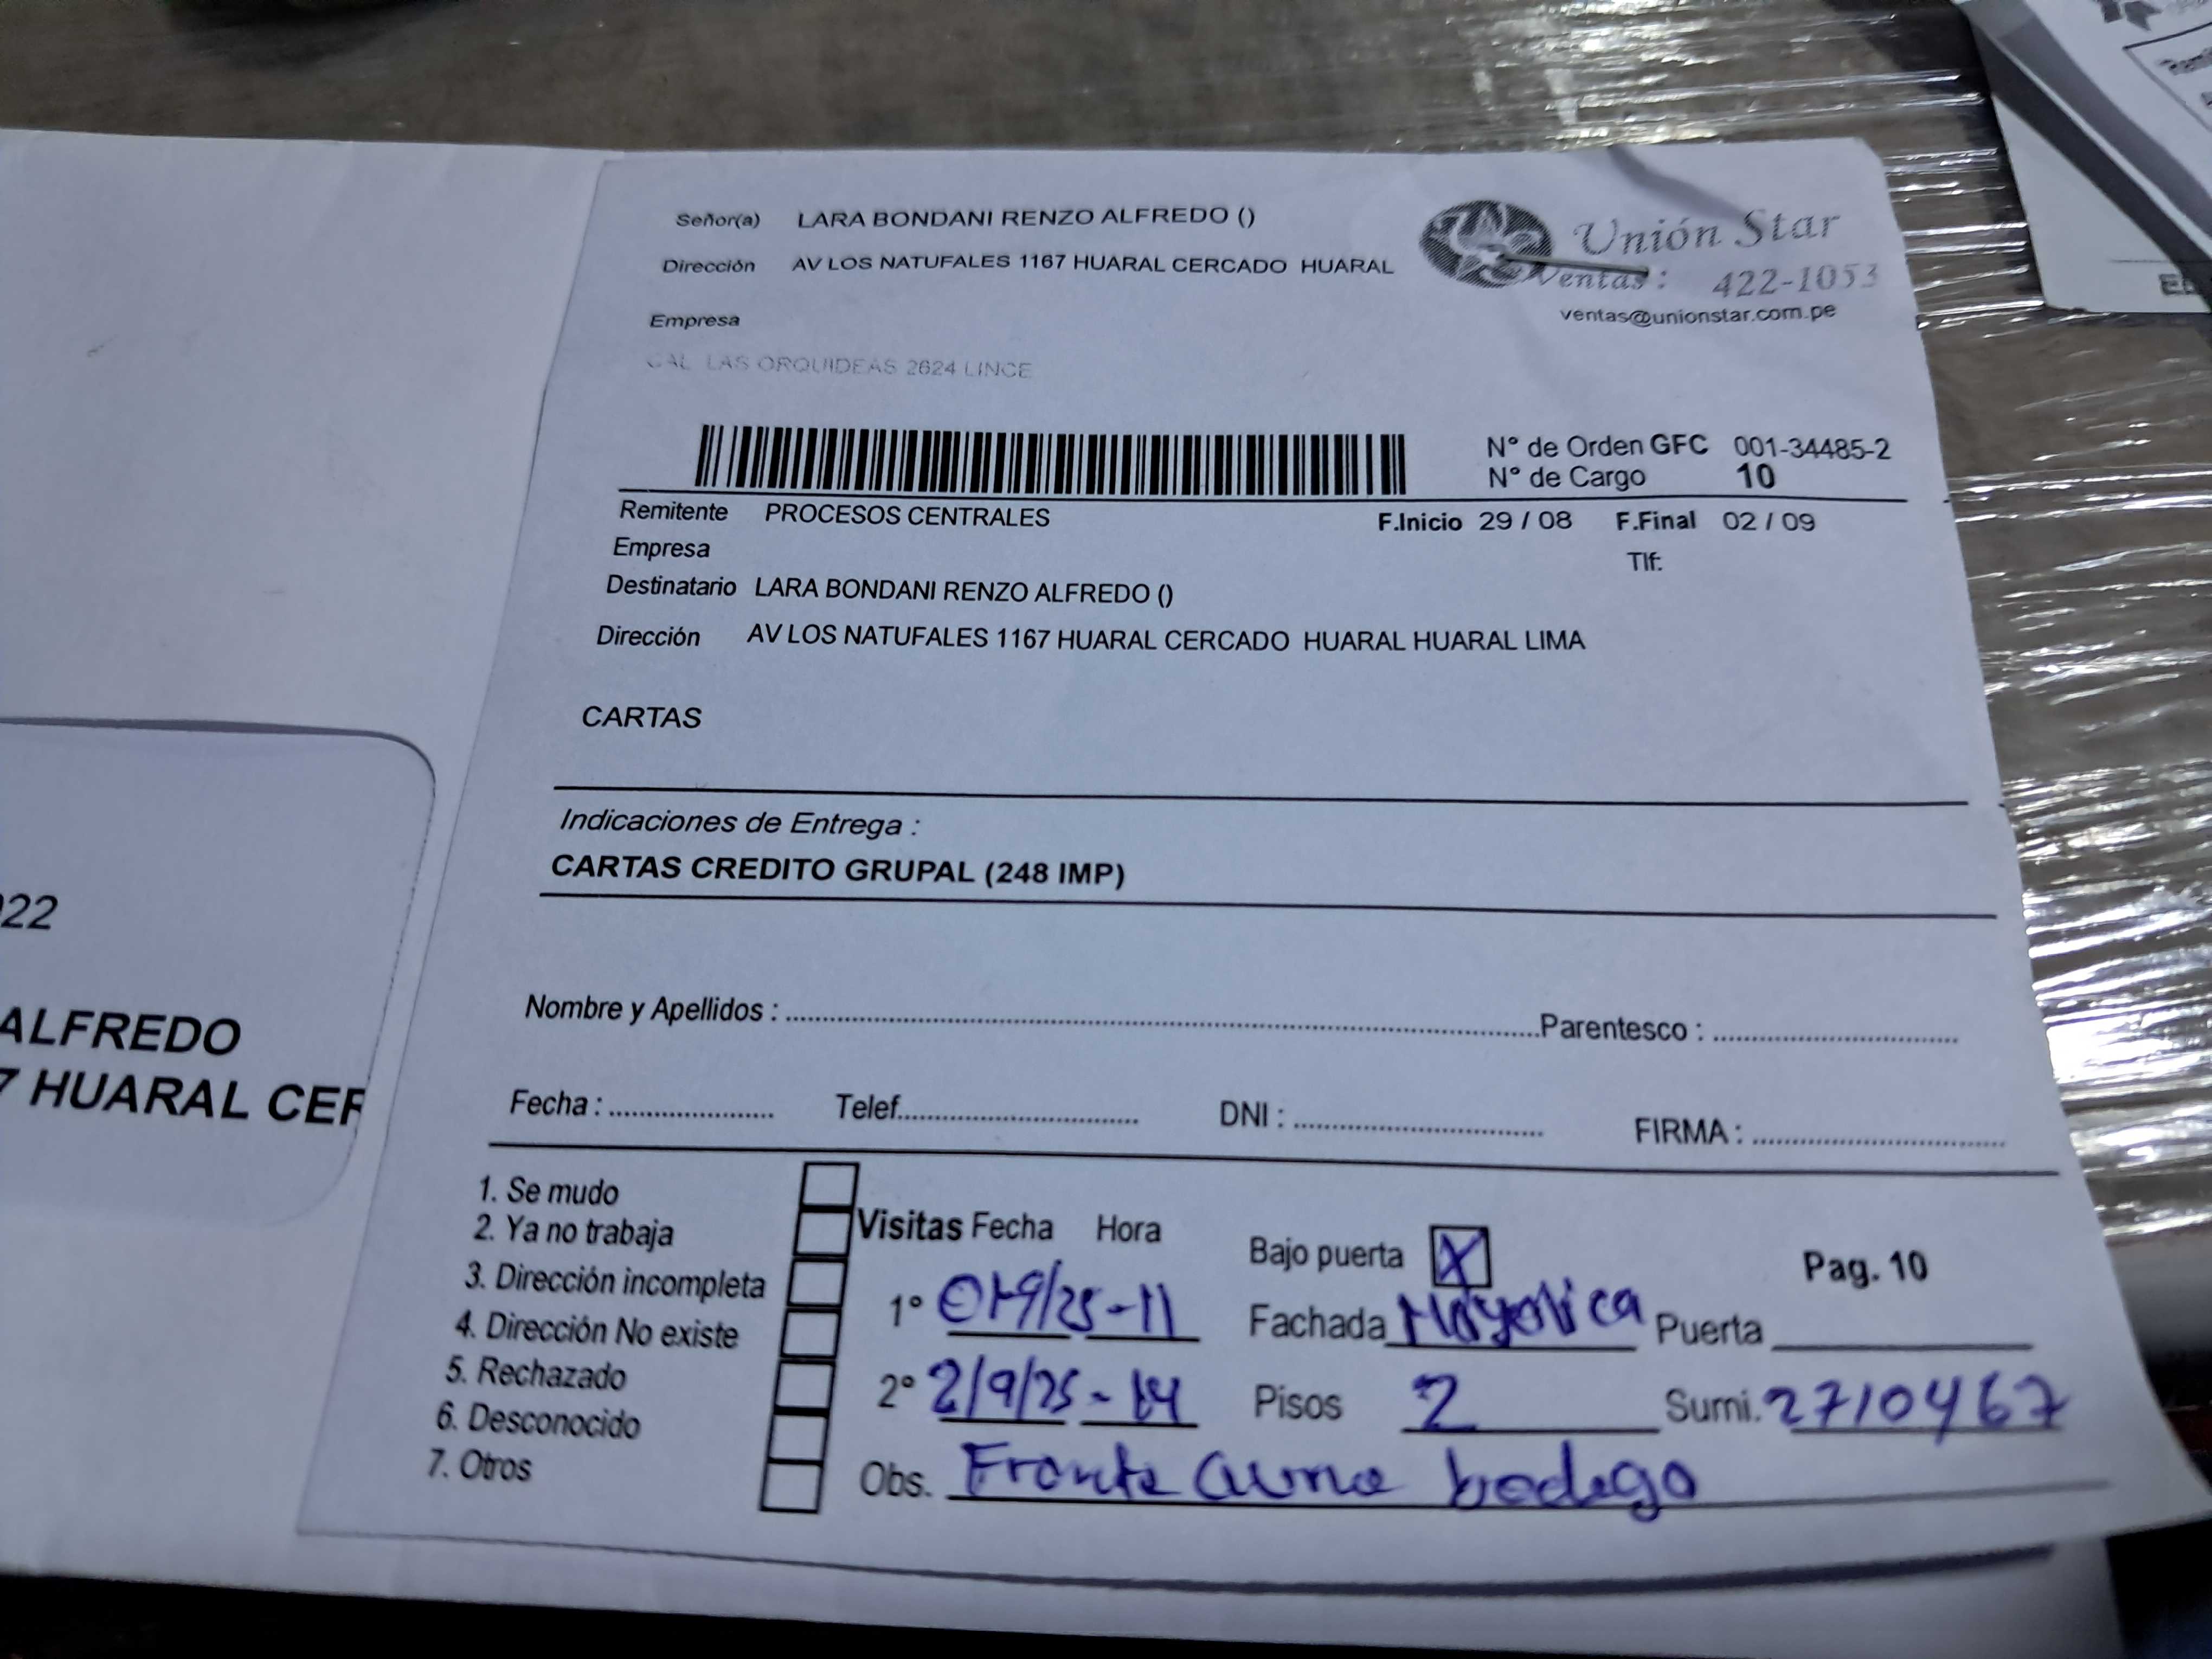 Señor(a) LARA BONDANI RENZO ALFREDO ()
Dirección AV LOS NATUFALES 1167 HUARAL CERCADO HUARAL
Empresa
CAL LAS ORQUIDEAS 2624 LINCE
Unión Star
Ventas: 422-1053
ventas@unionstar.com.pe
N° de Orden GFC 001-34485-2
N° de Cargo 10
Remitente PROCESOS CENTRALES
F.Inicio 29 / 08 F.Final 02 / 09
Empresa
Tlf:
Destinatario LARA BONDANI RENZO ALFREDO ()
Dirección AV LOS NATUFALES 1167 HUARAL CERCADO HUARAL HUARAL LIMA
CARTAS
Indicaciones de Entrega :
CARTAS CREDITO GRUPAL (248 IMP)
Nombre y Apellidos : Parentesco :
Fecha : Telef. DNI : FIRMA :
1. Se mudo
2. Ya no trabaja
3. Dirección incompleta
4. Dirección No existe
5. Rechazado
6. Desconocido
7. Otros
Visitas Fecha Hora
1° 01-9/25-11
2° 2/9/25 - 14
Bajo puerta X
Pag. 10
Fachada Mayolica Puerta
Pisos 2 Sumi. 2710467
Obs. Frente a una bodega
022
ALFREDO
7 HUARAL CER